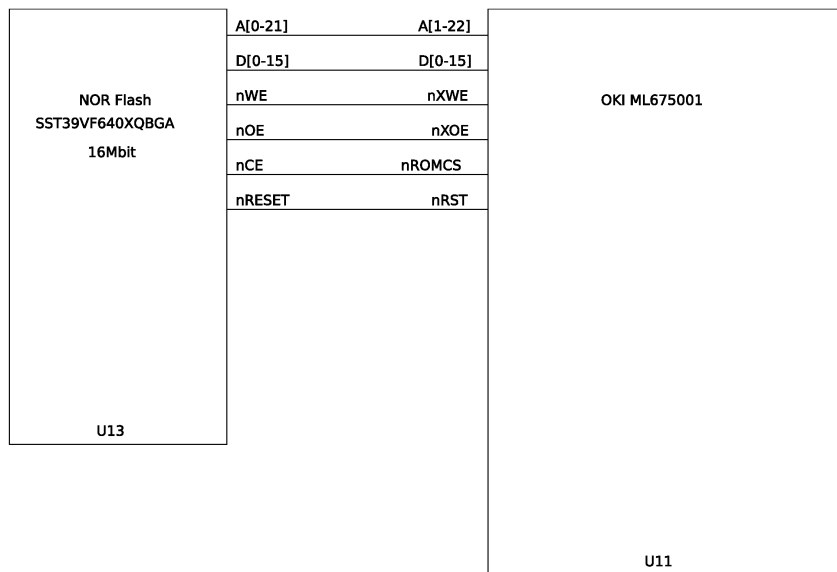 A[0-21] A[1-22]
D[0-15] D[0-15]
NOR Flash nWE nXWE OKI ML675001
SST39VF640XQBGA
nOE nXOE
16Mbit
nCE nROMCS
nRESET nRST
U13
U11